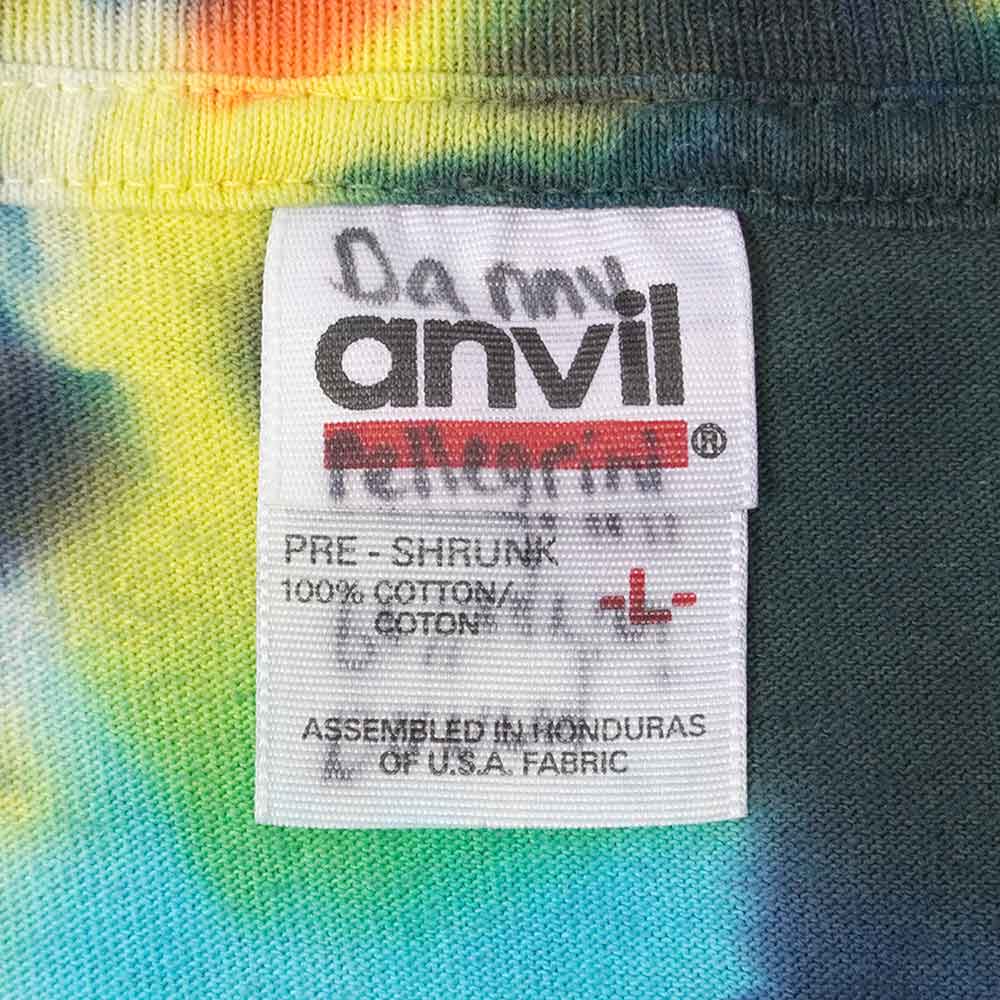 Danny
anvil
Pellegrini ®
PRE - SHRUNK
100% COTTON/
COTON
-L-
ASSEMBLED IN HONDURAS
OF U.S.A. FABRIC